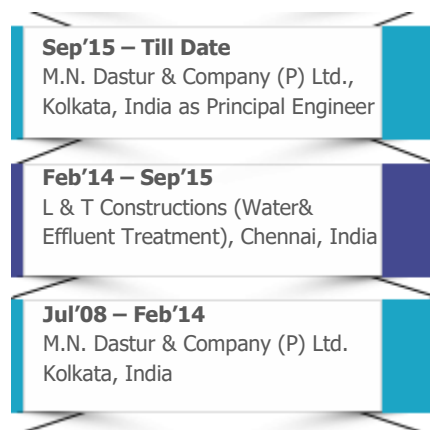 Sep’15 – Till Date
M.N. Dastur & Company (P) Ltd.,
Kolkata, India as Principal Engineer
Feb’14 – Sep’15
L & T Constructions (Water&
Effluent Treatment), Chennai, India
Jul’08 – Feb’14
M.N. Dastur & Company (P) Ltd.
Kolkata, India